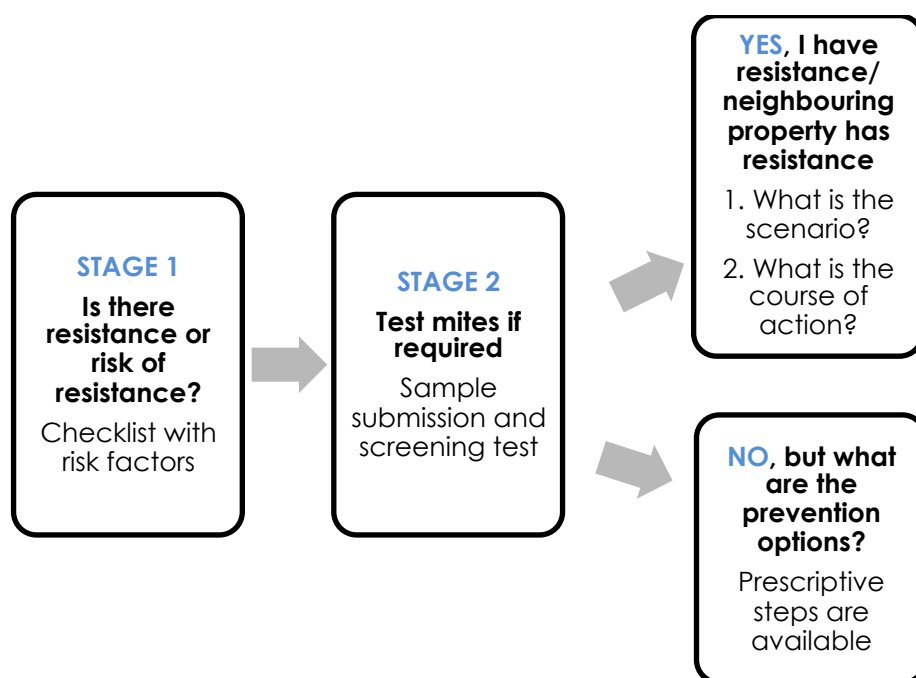 STAGE 1
Is there
resistance or
risk of
resistance?
Checklist with
risk factors
STAGE 2
Test mites if
required
Sample
submission and
screening test
YES, I have
resistance/
neighbouring
property has
resistance
1. What is the
scenario?
2. What is the
course of
action?
NO, but what
are the
prevention
options?
Prescriptive
steps are
available